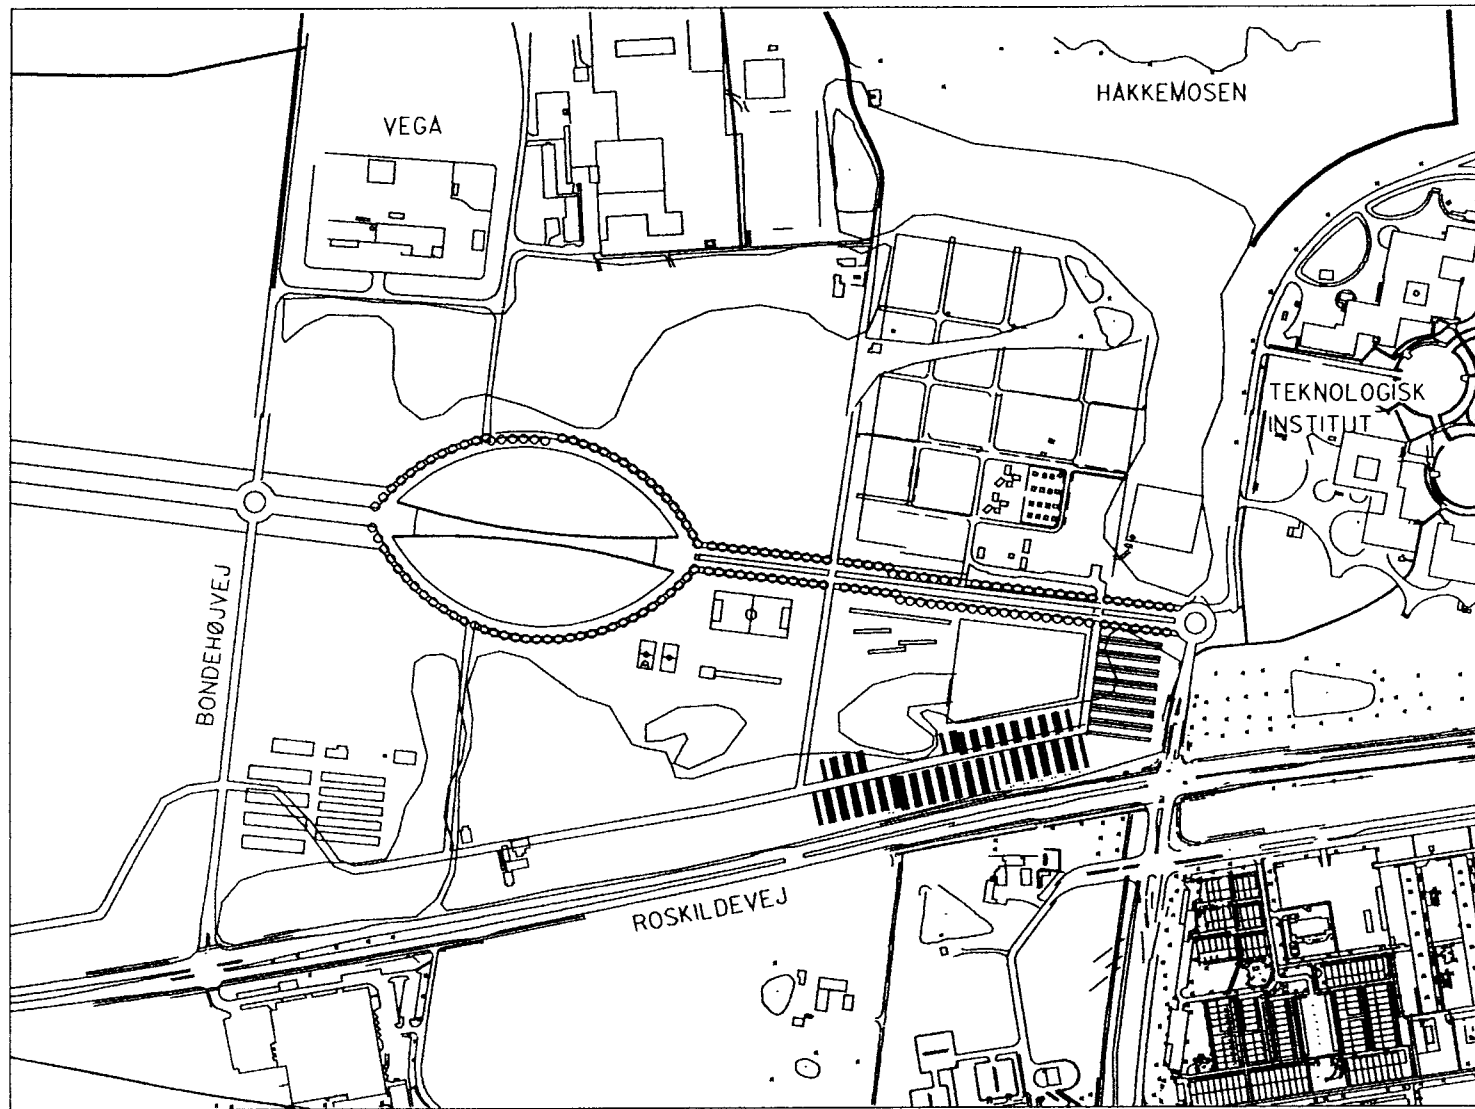 HAKKEMOSEN
VEGA
TEKNOLOGISK
INSTITUT
BONDEHØJVEJ
ROSKILDEVEJ